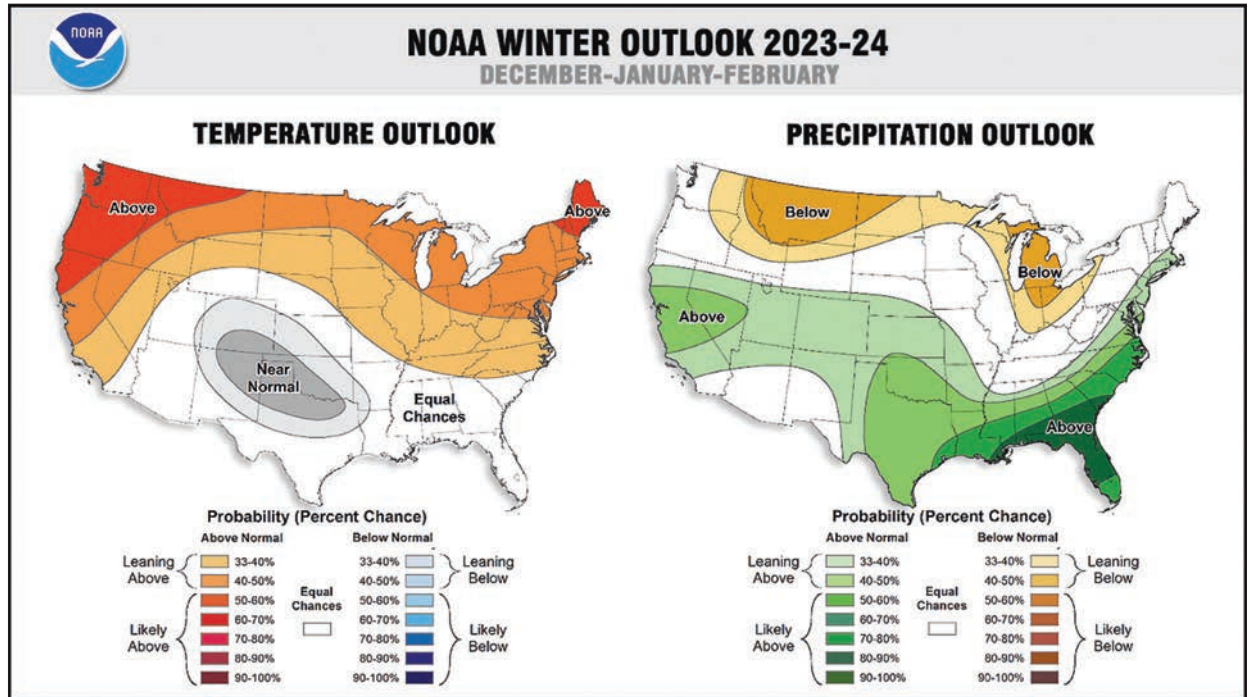 NOAA
NOAA WINTER OUTLOOK 2023-24
DECEMBER-JANUARY-FEBRUARY
TEMPERATURE OUTLOOK
Above
Above
Near
Normal
Equal
Chances
Probability (Percent Chance)
Above Normal
Below Normal
Leaning
Above
33-40%
40-50%
Likely
Above
50-60%
60-70%
70-80%
80-90%
90-100%
Equal
Chances
33-40%
40-50%
Leaning
Below
50-60%
60-70%
70-80%
80-90%
90-100%
Likely
Below
PRECIPITATION OUTLOOK
Below
Below
Above
Above
Probability (Percent Chance)
Above Normal
Below Normal
Leaning
Above
33-40%
40-50%
Likely
Above
50-60%
60-70%
70-80%
80-90%
90-100%
Equal
Chances
33-40%
40-50%
Leaning
Below
50-60%
60-70%
70-80%
80-90%
90-100%
Likely
Below